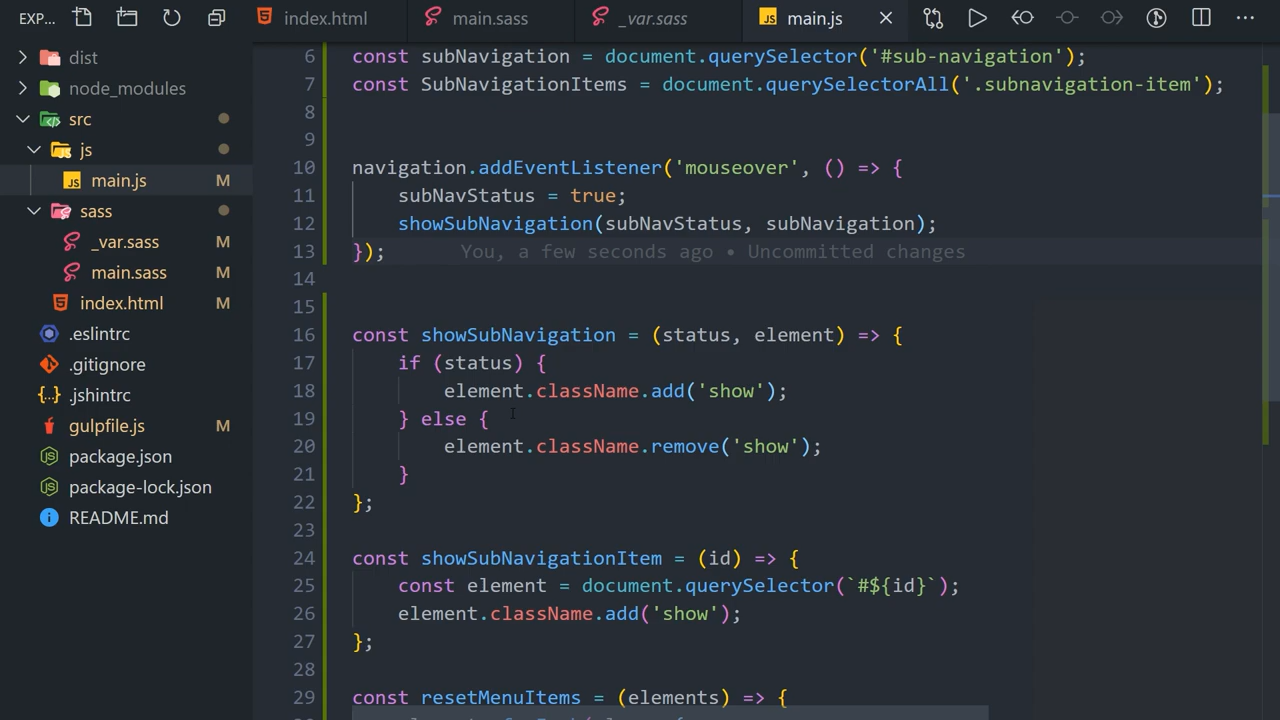 EXP...
index.html
main.sass
_var.sass
JS main.js
dist
node_modules
src
js
JS main.js M
sass
_var.sass M
main.sass M
index.html M
.eslintrc
.gitignore
{..} .jshintrc
gulpfile.js M
package.json
package-lock.json
README.md
6 const subNavigation = document.querySelector('#sub-navigation');
7 const SubNavigationItems = document.querySelectorAll('.subnavigation-item');
8
9
10 navigation.addEventListener('mouseover', () => {
11 subNavStatus = true;
12 showSubNavigation(subNavStatus, subNavigation);
13 }); You, a few seconds ago • Uncommitted changes
14
15
16 const showSubNavigation = (status, element) => {
17 if (status) {
18 element.className.add('show');
19 } else {
20 element.className.remove('show');
21 }
22 };
23
24 const showSubNavigationItem = (id) => {
25 const element = document.querySelector(`#${id}`);
26 element.className.add('show');
27 };
28
29 const resetMenuItems = (elements) => {